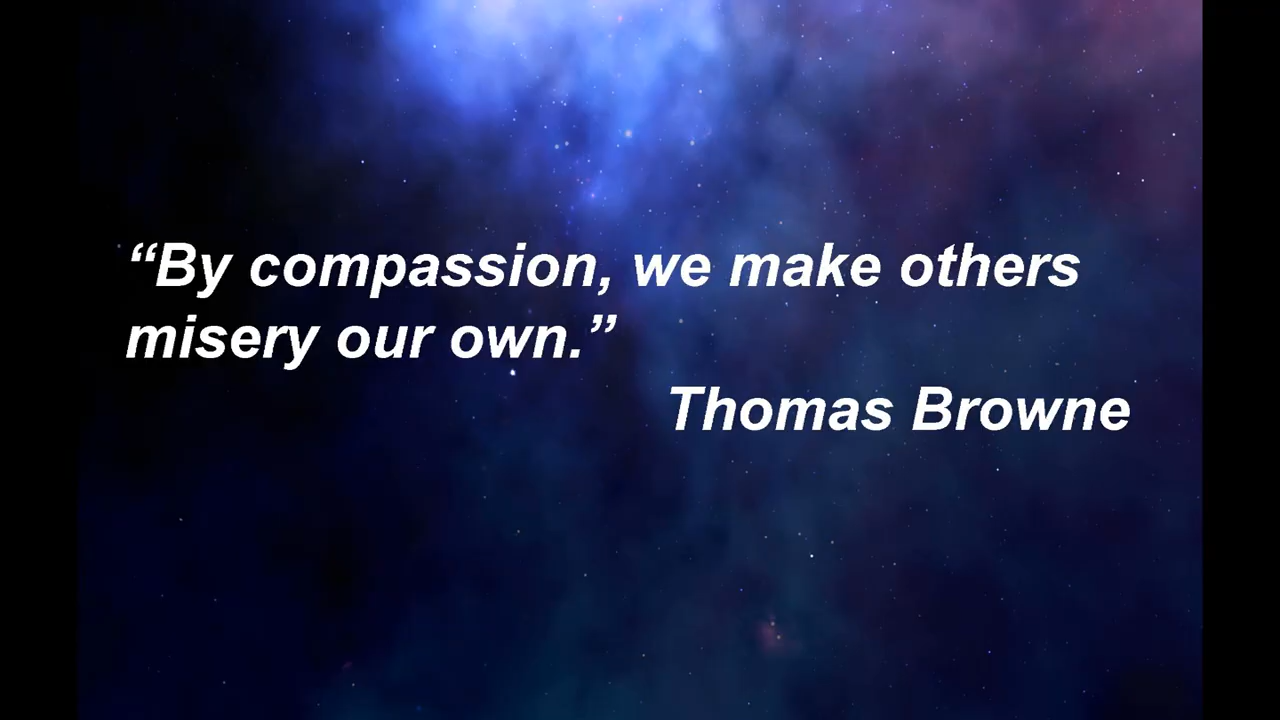 “By compassion, we make others
misery our own.”
Thomas Browne